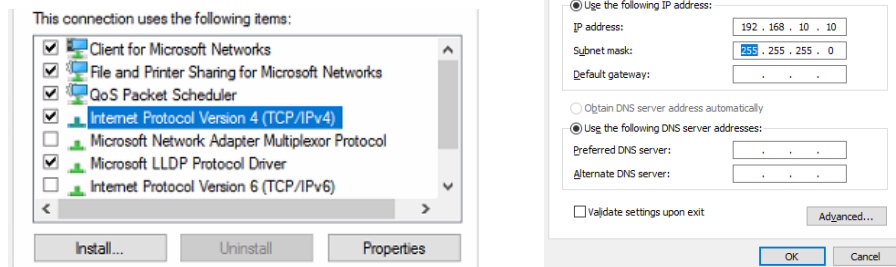 This connection uses the following items:
Client for Microsoft Networks
File and Printer Sharing for Microsoft Networks
QoS Packet Scheduler
Internet Protocol Version 4 (TCP/IPv4)
Microsoft Network Adapter Multiplexor Protocol
Microsoft LLDP Protocol Driver
Internet Protocol Version 6 (TCP/IPv6)
Install...
Uninstall
Properties
Use the following IP address:
IP address:
192 . 168 . 10 . 10
Subnet mask:
255 . 255 . 255 . 0
Default gateway:
. . .
Obtain DNS server address automatically
Use the following DNS server addresses:
Preferred DNS server:
. . .
Alternate DNS server:
. . .
Validate settings upon exit
Advanced...
OK
Cancel